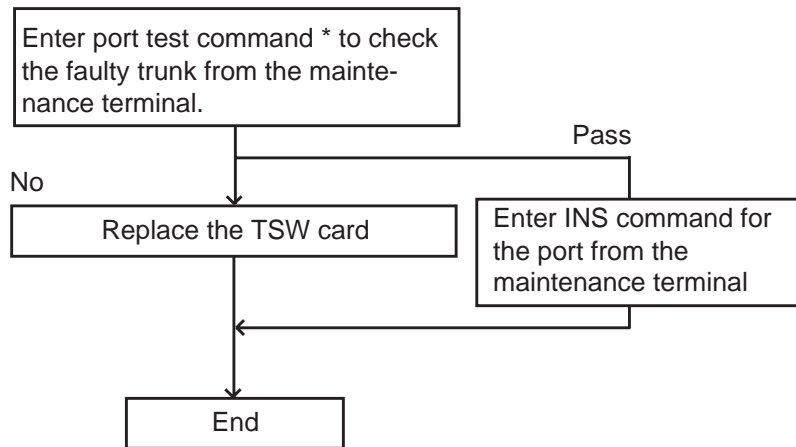 Enter port test command * to check
the faulty trunk from the mainte-
nance terminal.
Pass
No
Replace the TSW card
Enter INS command for
the port from the
maintenance terminal
End